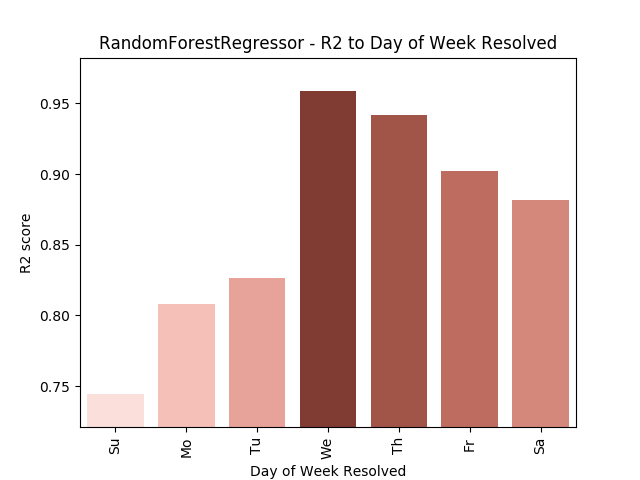 RandomForestRegressor - R2 to Day of Week Resolved
0.95
0.90
0.85
0.80
0.75
R2 score
Su
Mo
Tu
We
Th
Fr
Sa
Day of Week Resolved